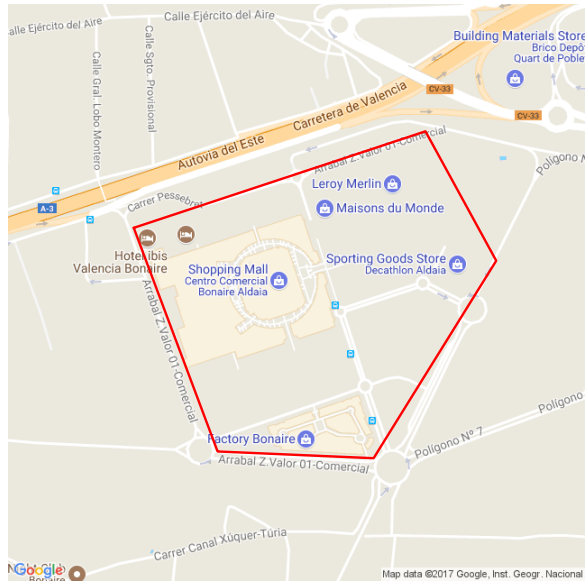 Calle Ejército del Aire
Calle Ejército del Aire
Calle Gral. Lobo Montero
Calle Sgto. Provisional
Building Materials Store
Brico Depôt
Quart de Poblet
CV-33
CV-33
Carretera de Valencia
Autovia del Este
A-3
Arrabal Z.Valor 01-Comercial
Polígono N
Carrer Pessebret
Leroy Merlin
Maisons du Monde
Hotel ibis
Valencia Bonaire
Shopping Mall
Centro Comercial
Bonaire Aldaia
Sporting Goods Store
Decathlon Aldaia
Arrabal Z.Valor 01-Comercial
Factory Bonaire
Arrabal Z.Valor 01-Comercial
Polígono Nº 7
Polígono
Carrer Canal Xúquer-Túria
Night Club
Bonaire
Google
Map data ©2017 Google, Inst. Geogr. Nacional